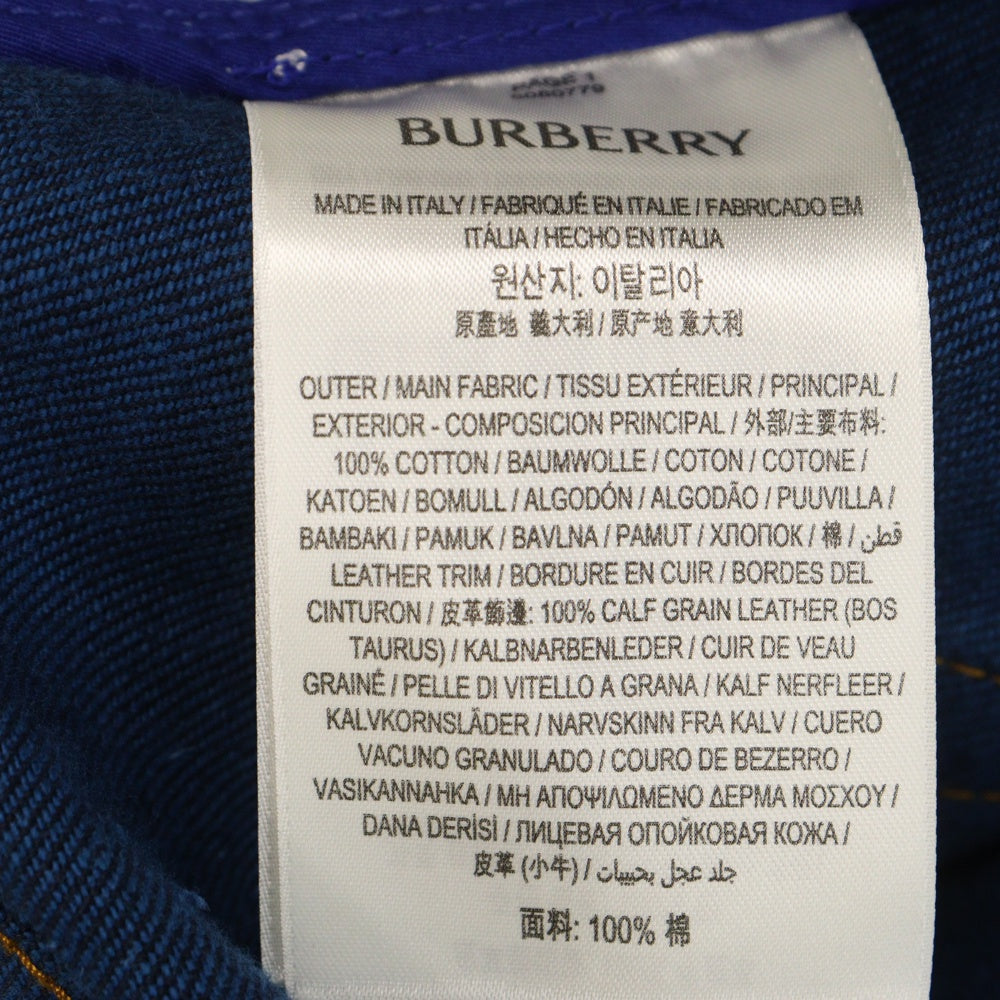 PAGE 1
BURBERRY
MADE IN ITALY / FABRIQUÉ EN ITALIE / FABRICADO EM
ITÁLIA / HECHO EN ITALIA
원산지: 이탈리아
原產地 義大利 / 原产地 意大利
OUTER / MAIN FABRIC / TISSU EXTÉRIEUR / PRINCIPAL /
EXTERIOR - COMPOSICION PRINCIPAL / 外部/主要布料:
100% COTTON / BAUMWOLLE / COTON / COTONE /
KATOEN / BOMULL / ALGODÓN / ALGODÃO / PUUVILLA /
BAMBAKI / PAMUK / BAVLNA / PAMUT / ХЛОПОК / 棉 / قطن
LEATHER TRIM / BORDURE EN CUIR / BORDES DEL
CINTURON / 皮革飾邊: 100% CALF GRAIN LEATHER (BOS
TAURUS) / KALBNARBENLEDER / CUIR DE VEAU
GRAINÉ / PELLE DI VITELLO A GRANA / KALF NERFLEER /
KALVKORNSLÄDER / NARVSKINN FRA KALV / CUERO
VACUNO GRANULADO / COURO DE BEZERRO /
VASIKANNAHKA / ΜΗ ΑΠΟΨΙΛΩΜΕΝΟ ΔΕΡΜΑ ΜΟΣΧΟΥ /
DANA DERİSİ / ЛИЦЕВАЯ ОПОЙКОВАЯ КОЖА /
皮革 (小牛) / جلد عجل بحبيبات
面料: 100% 棉